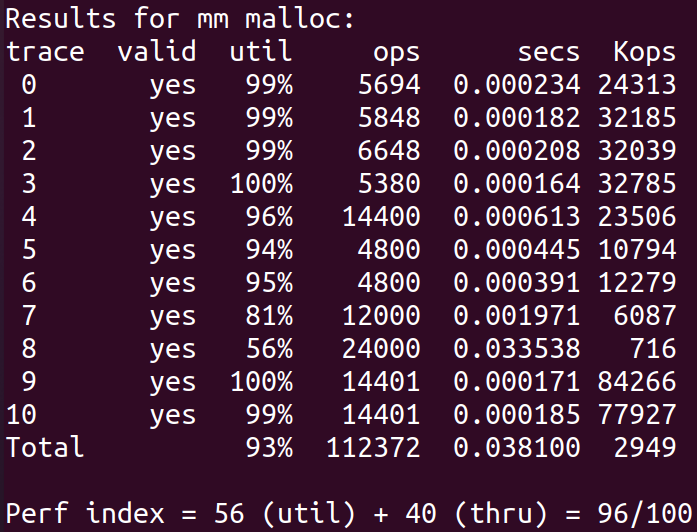 Results for mm malloc:
trace  valid  util     ops      secs  Kops
 0       yes   99%    5694  0.000234 24313
 1       yes   99%    5848  0.000182 32185
 2       yes   99%    6648  0.000208 32039
 3       yes  100%    5380  0.000164 32785
 4       yes   96%   14400  0.000613 23506
 5       yes   94%    4800  0.000445 10794
 6       yes   95%    4800  0.000391 12279
 7       yes   81%   12000  0.001971  6087
 8       yes   56%   24000  0.033538   716
 9       yes  100%   14401  0.000171 84266
10       yes   99%   14401  0.000185 77927
Total          93%  112372  0.038100  2949
Perf index = 56 (util) + 40 (thru) = 96/100